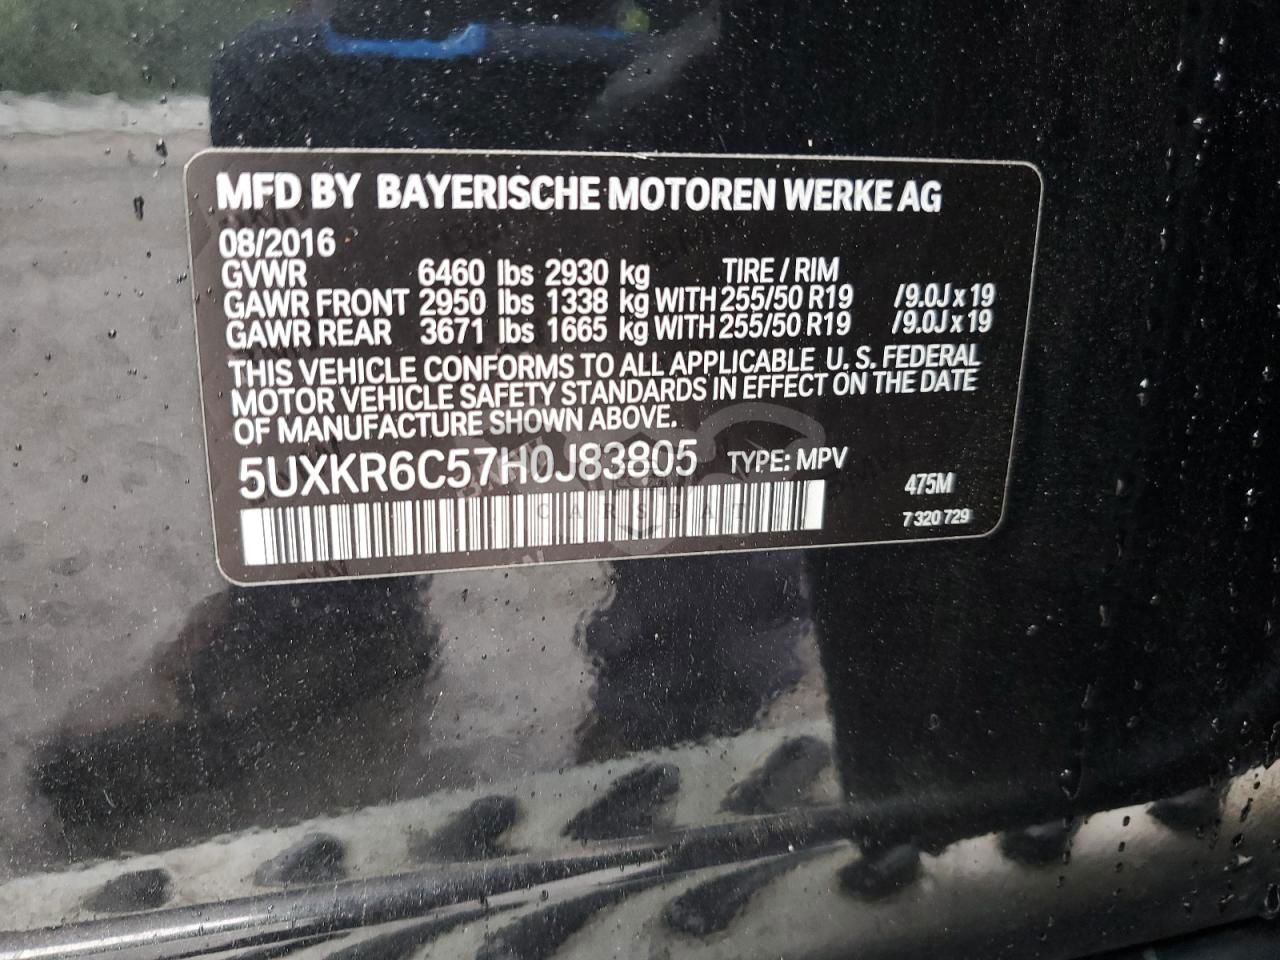 MFD BY BAYERISCHE MOTOREN WERKE AG
08/2016
GVWR 6460 lbs 2930 kg TIRE / RIM
GAWR FRONT 2950 lbs 1338 kg WITH 255/50 R19 /9.0J x 19
GAWR REAR 3671 lbs 1665 kg WITH 255/50 R19 /9.0J x 19
THIS VEHICLE CONFORMS TO ALL APPLICABLE U. S. FEDERAL
MOTOR VEHICLE SAFETY STANDARDS IN EFFECT ON THE DATE
OF MANUFACTURE SHOWN ABOVE.
5UXKR6C57H0J83805 TYPE: MPV
475M
7 320 729